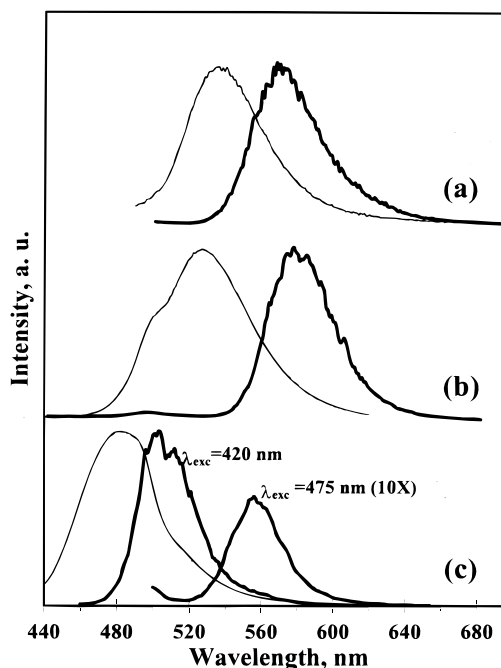 (a)
(b)
λexc =420 nm
λexc =475 nm (10X)
(c)
Intensity, a. u.
440 480 520 560 600 640 680
Wavelength, nm